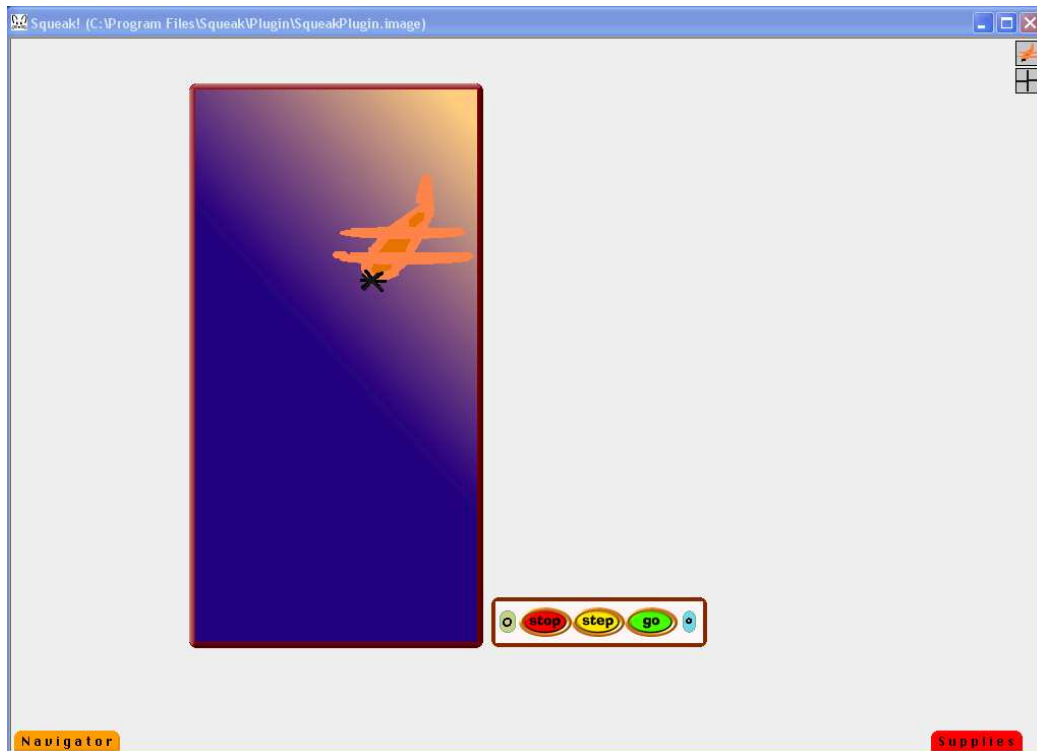 Squeak! (C:\Program Files\Squeak\Plugin\SqueakPlugin.image)
stop step go
Navigator
Supplies